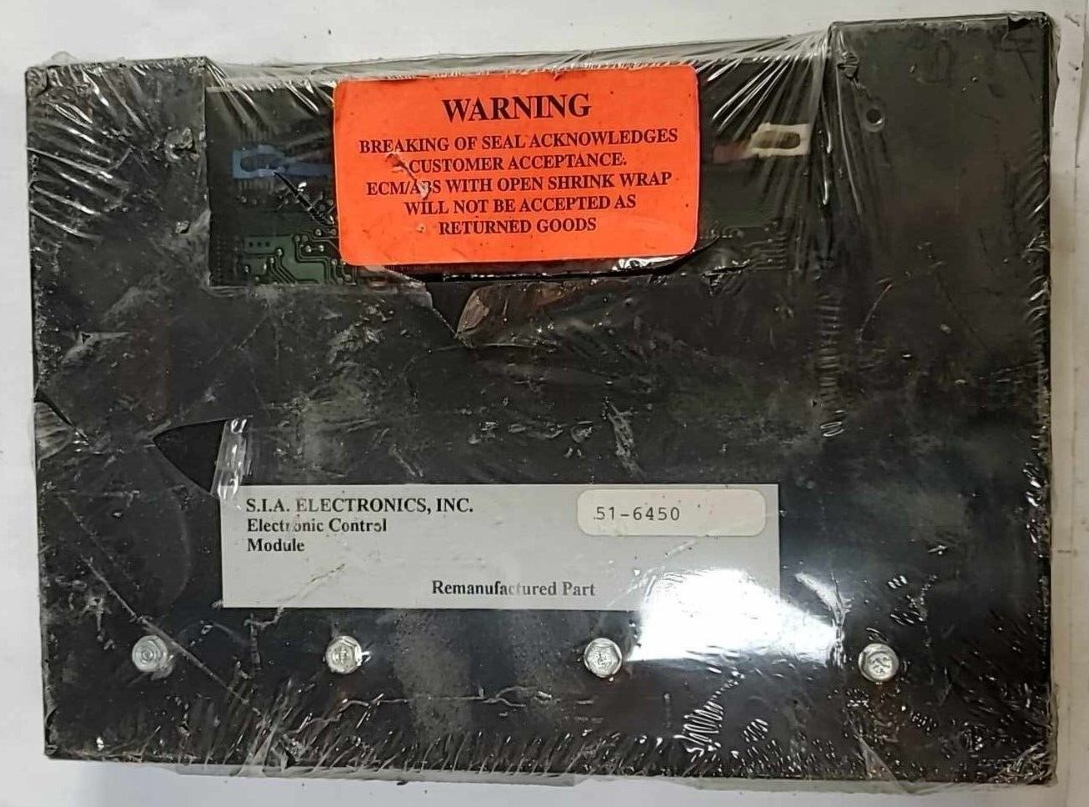 WARNING
BREAKING OF SEAL ACKNOWLEDGES
CUSTOMER ACCEPTANCE.
ECM/ABS WITH OPEN SHRINK WRAP
WILL NOT BE ACCEPTED AS
RETURNED GOODS
S.I.A. ELECTRONICS, INC.
51-6450
Electronic Control
Module
Remanufactured Part